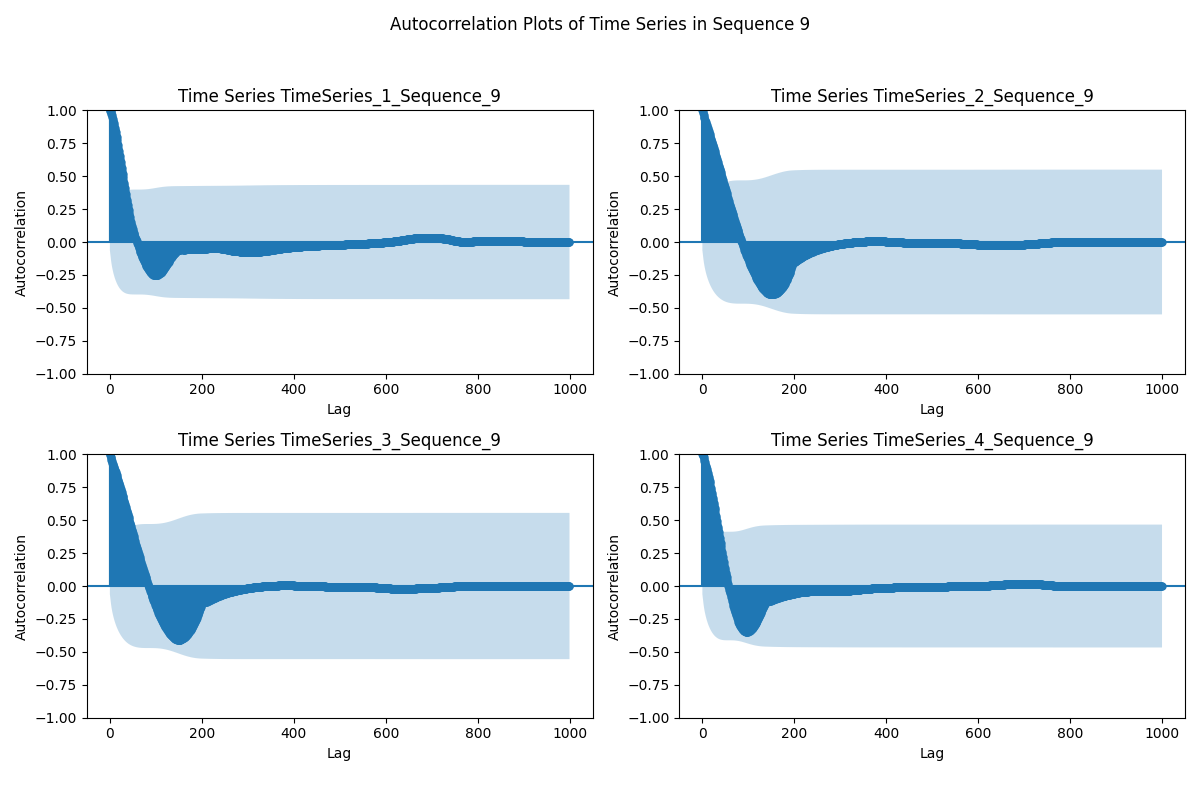 Autocorrelation Plots of Time Series in Sequence 9
Time Series TimeSeries_1_Sequence_9
1.00
0.75
0.50
0.25
0.00
−0.25
−0.50
−0.75
−1.00
Autocorrelation
0 200 400 600 800 1000
Lag
Time Series TimeSeries_2_Sequence_9
1.00
0.75
0.50
0.25
0.00
−0.25
−0.50
−0.75
−1.00
Autocorrelation
0 200 400 600 800 1000
Lag
Time Series TimeSeries_3_Sequence_9
1.00
0.75
0.50
0.25
0.00
−0.25
−0.50
−0.75
−1.00
Autocorrelation
0 200 400 600 800 1000
Lag
Time Series TimeSeries_4_Sequence_9
1.00
0.75
0.50
0.25
0.00
−0.25
−0.50
−0.75
−1.00
Autocorrelation
0 200 400 600 800 1000
Lag